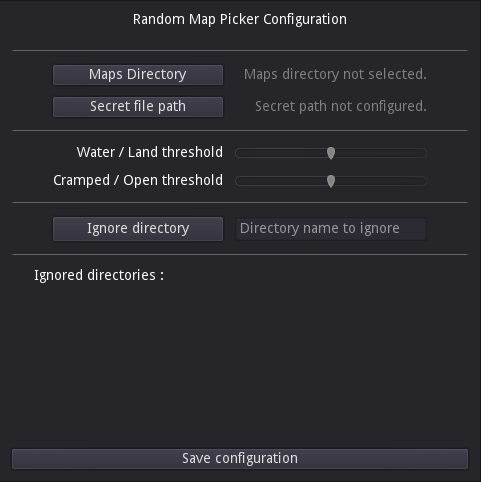 Random Map Picker Configuration
Maps Directory Maps directory not selected.
Secret file path Secret path not configured.
Water / Land threshold
Cramped / Open threshold
Ignore directory Directory name to ignore
Ignored directories :
Save configuration